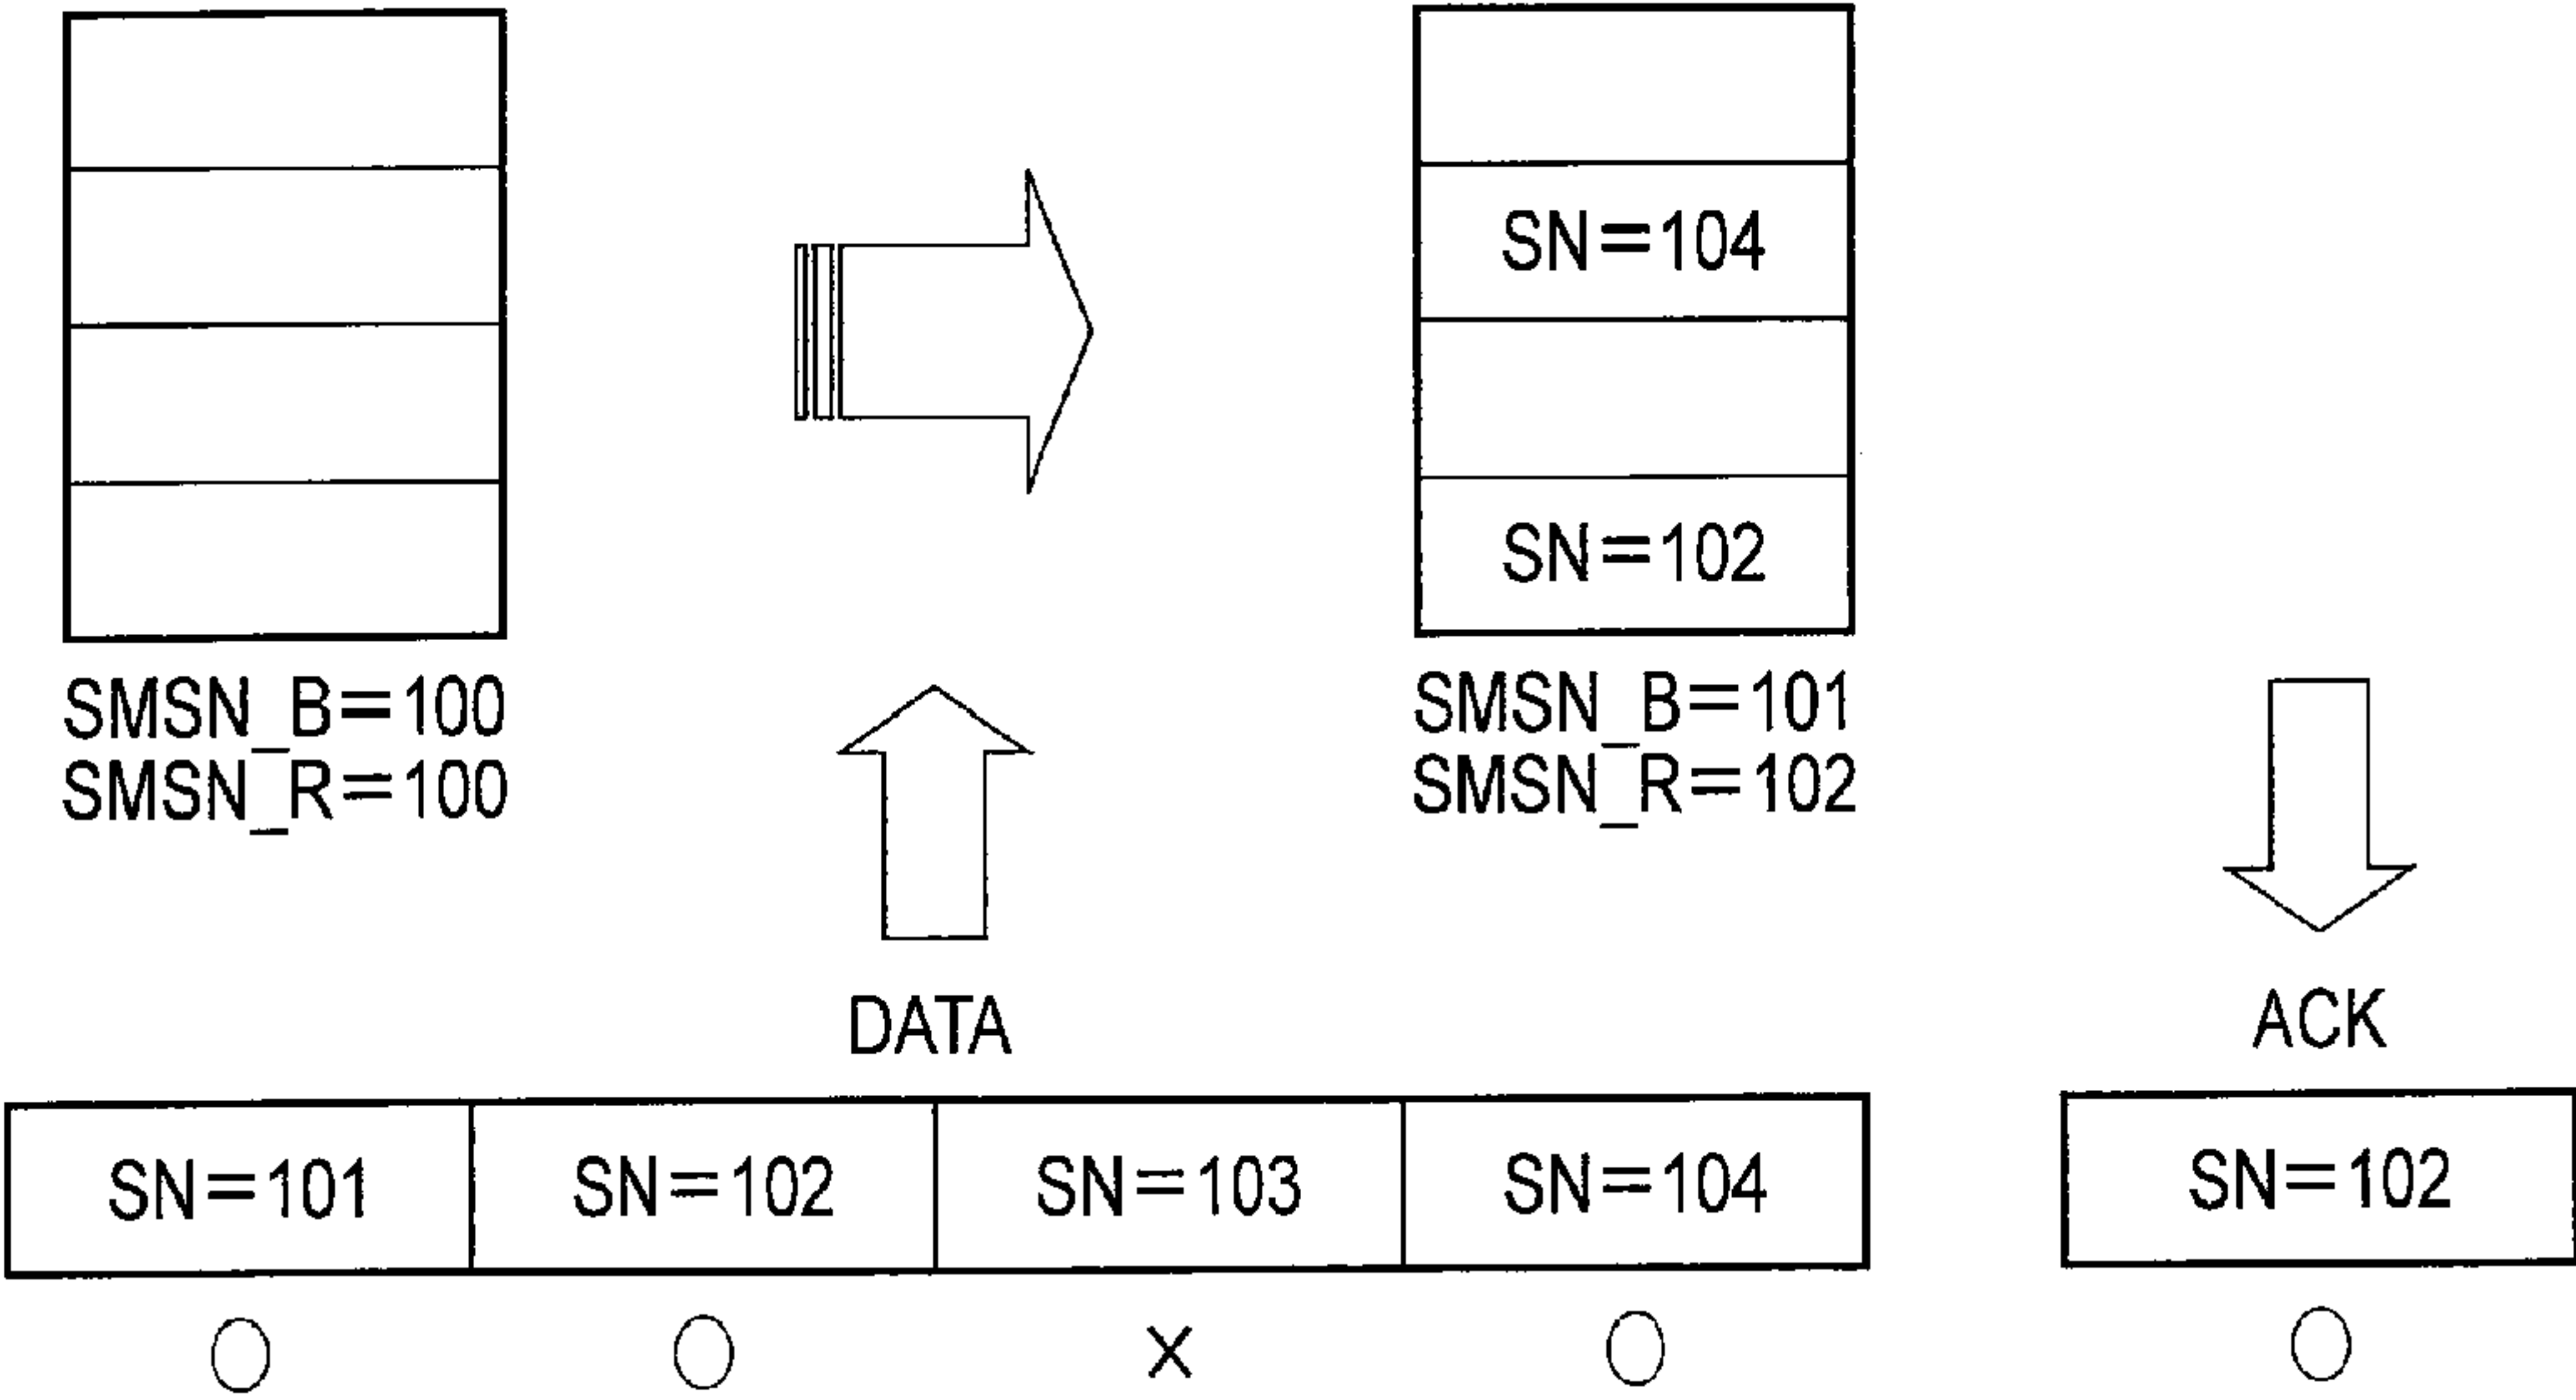 SN=104
SN=102
SMSN_B=100
SMSN_R=100
SMSN_B=101
SMSN_R=102
DATA
ACK
SN=101
SN=102
SN=103
SN=104
SN=102